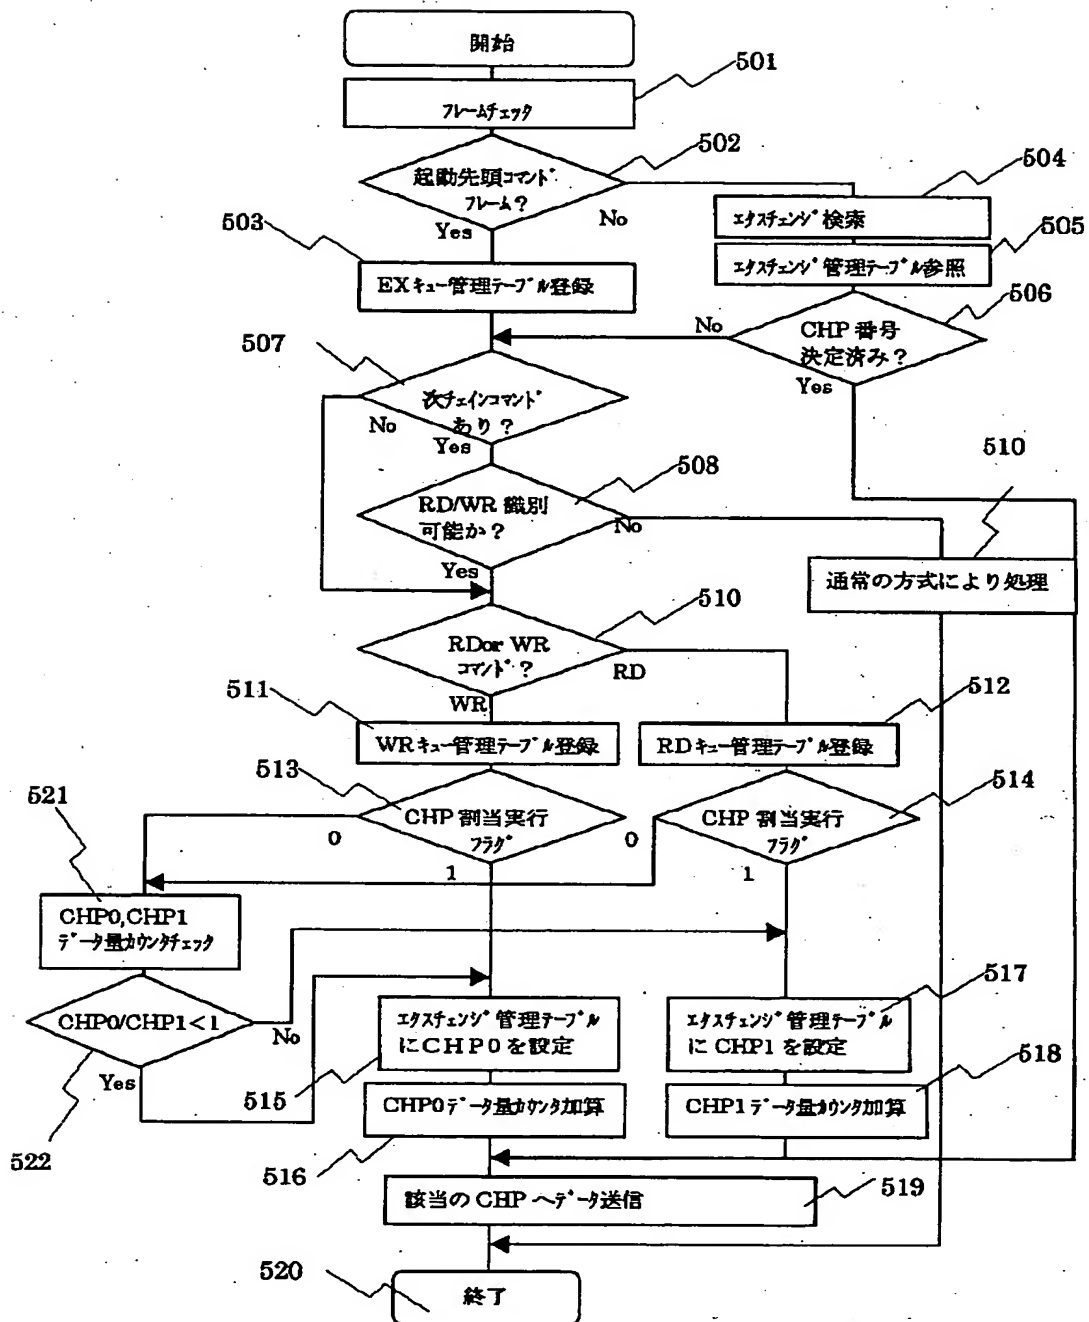 開始
501
フレームチェック
502
起動先頭コマンド
フレーム?
Yes
No
503
504
エクスチェンジ検索
505
エクスチェンジ管理テーブル参照
EXキュー管理テーブル登録
506
CHP番号
決定済み?
No
Yes
507
次チェインコマンド
あり?
No
Yes
508
RD/WR識別
可能か?
No
Yes
510
通常の方式により処理
510
RDor WR
コマンド?
RD
WR
511
WRキュー管理テーブル登録
512
RDキュー管理テーブル登録
513
CHP割当実行
フラグ
0
1
514
CHP割当実行
フラグ
0
1
521
CHP0,CHP1
データ量カウンタチェック
CHP0/CHP1<1
No
Yes
522
エクスチェンジ管理テーブル
にCHP0を設定
515
517
エクスチェンジ管理テーブル
にCHP1を設定
CHP0データ量カウンタ加算
516
518
CHP1データ量カウンタ加算
該当のCHPへデータ送信
519
520
終了